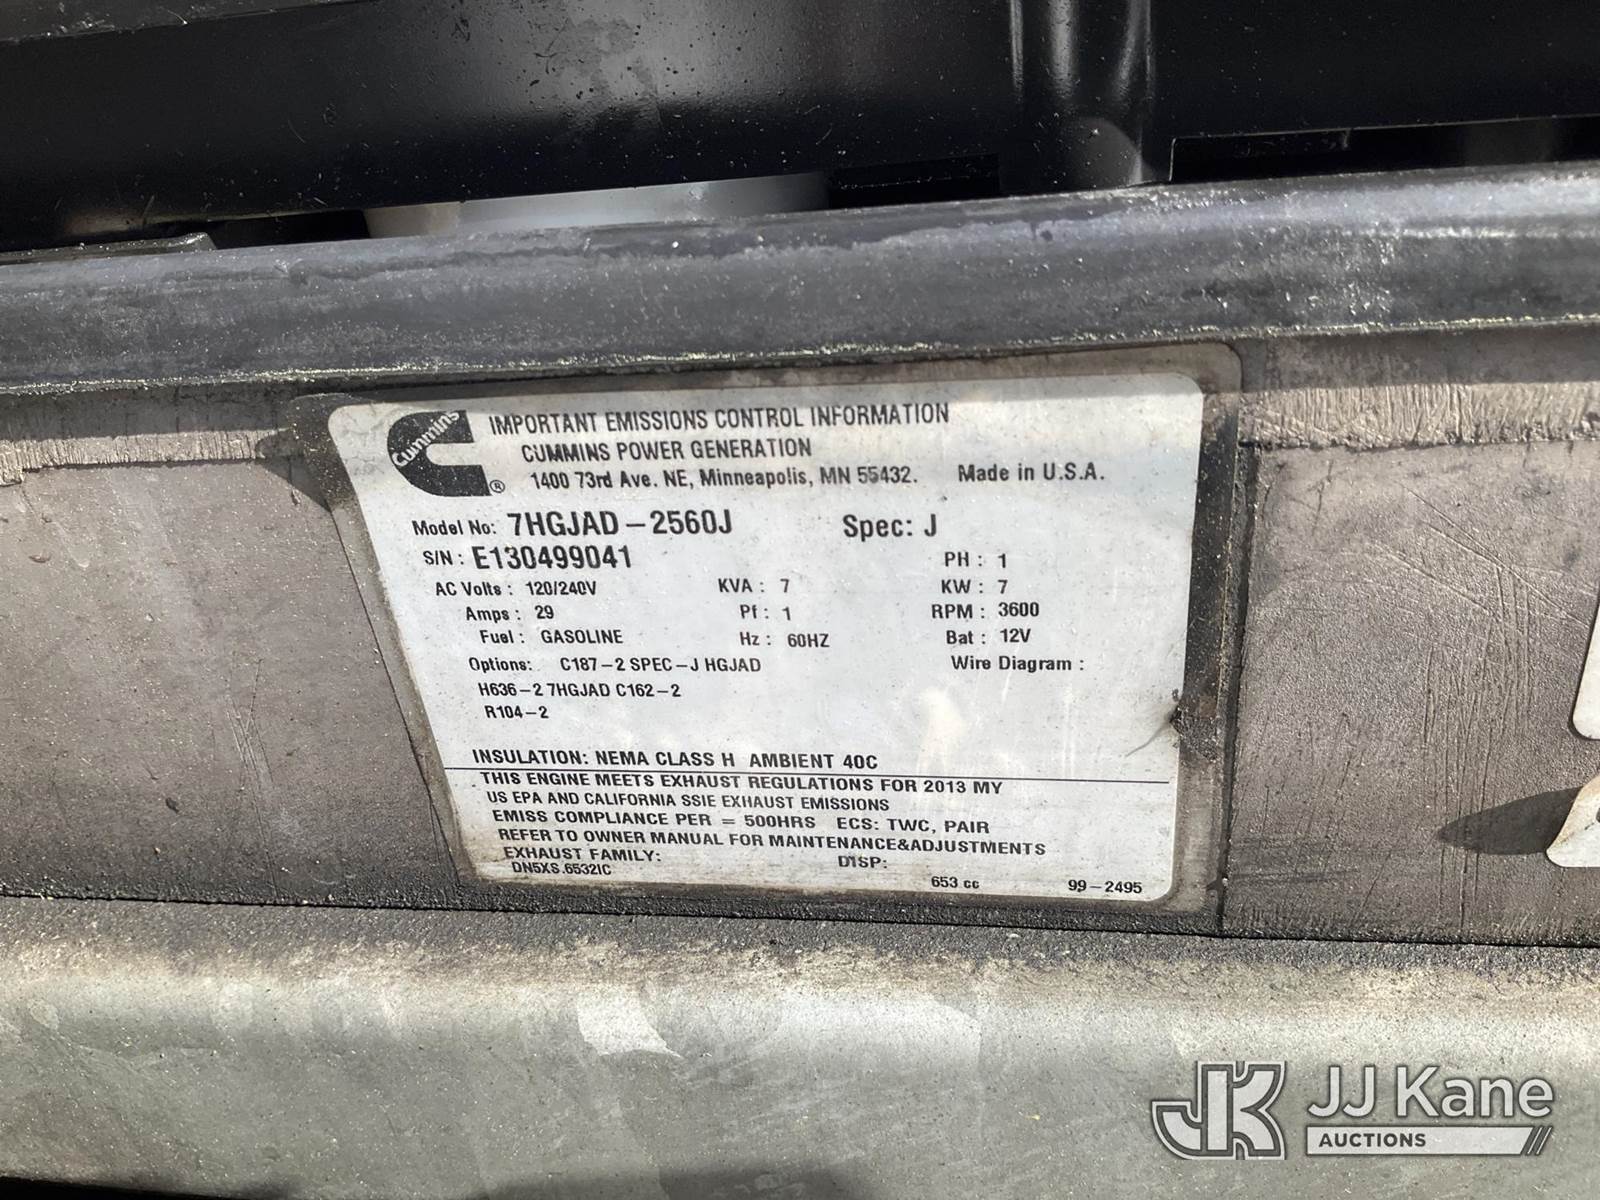 Cummins
®
IMPORTANT EMISSIONS CONTROL INFORMATION
CUMMINS POWER GENERATION
1400 73rd Ave. NE, Minneapolis, MN 55432. Made in U.S.A.
Model No: 7HGJAD-2560J Spec: J
S/N : E130499041 PH : 1
AC Volts : 120/240V KVA : 7 KW : 7
Amps : 29 Pf : 1 RPM : 3600
Fuel : GASOLINE Hz : 60HZ Bat : 12V
Options: C187-2 SPEC-J HGJAD Wire Diagram :
H636-2 7HGJAD C162-2
R104-2
INSULATION: NEMA CLASS H AMBIENT 40C
THIS ENGINE MEETS EXHAUST REGULATIONS FOR 2013 MY
US EPA AND CALIFORNIA SSIE EXHAUST EMISSIONS
EMISS COMPLIANCE PER = 500HRS ECS: TWC, PAIR
REFER TO OWNER MANUAL FOR MAINTENANCE&ADJUSTMENTS
EXHAUST FAMILY: DISP:
DN5XS.6532IC 653 cc 99-2495
JK JJ Kane
AUCTIONS